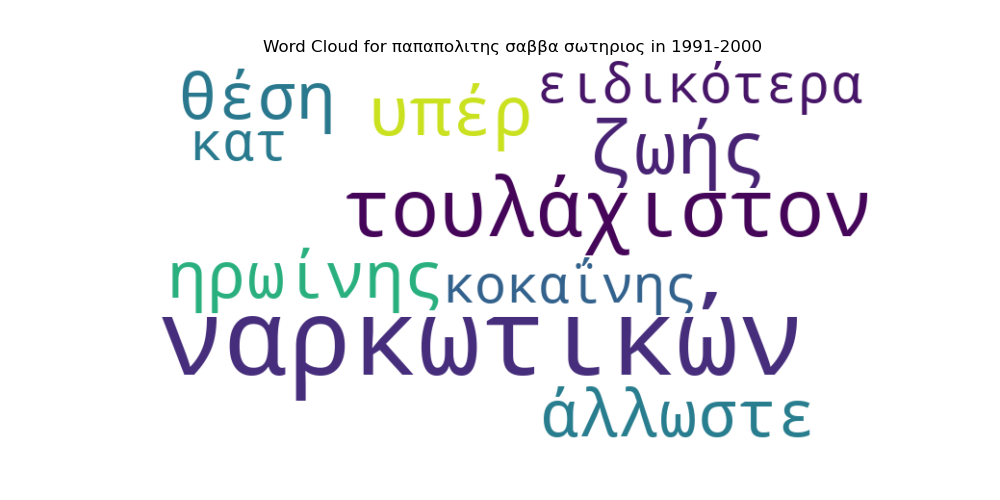 Word Cloud for παπαπολιτης σαββα σωτηριος in 1991-2000
θέση υπέρ ειδικότερα
κατ ζωής
τουλάχιστον
ηρωίνης κοκαΐνης
ναρκωτικών
άλλωστε